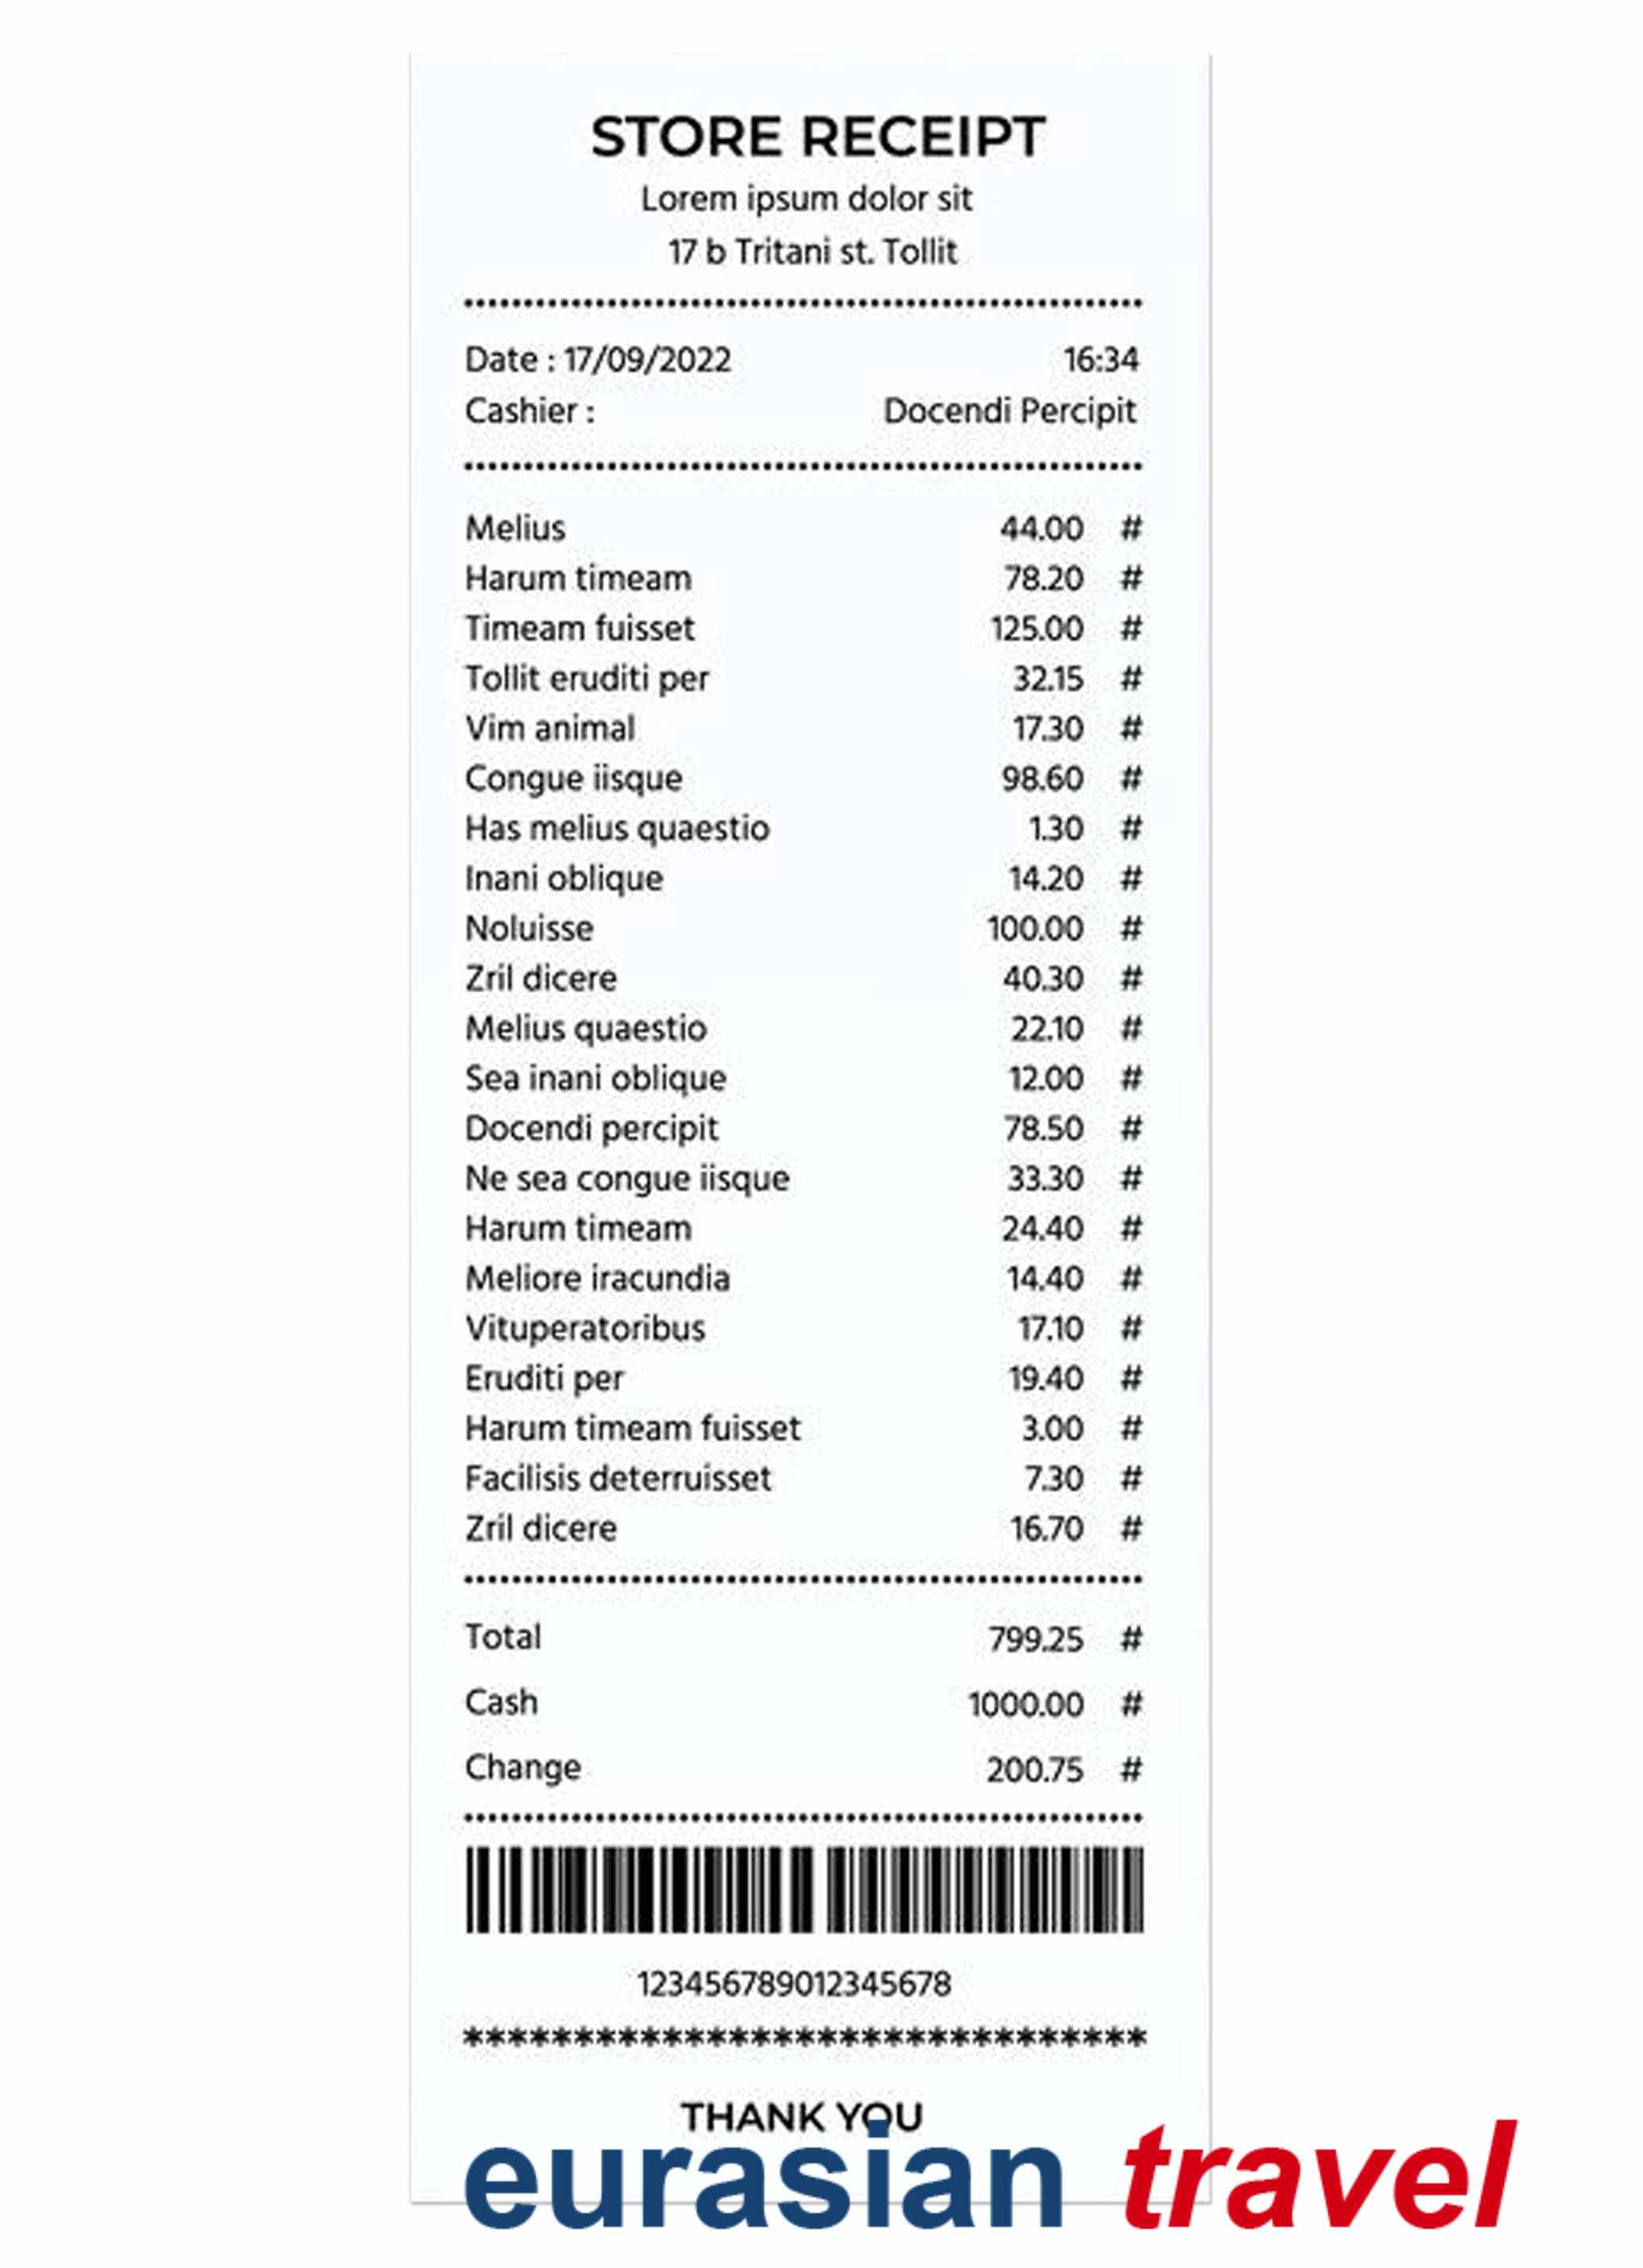 STORE RECEIPT
Lorem ipsum dolor sit
17 b Tritani st. Tollit
Date : 17/09/2022 16:34
Cashier : Docendi Percipit
Melius 44.00 #
Harum timeam 78.20 #
Timeam fuisset 125.00 #
Tollit eruditi per 32.15 #
Vim animal 17.30 #
Congue iisque 98.60 #
Has melius quaestio 1.30 #
Inani oblique 14.20 #
Noluisse 100.00 #
Zril dicere 40.30 #
Melius quaestio 22.10 #
Sea inani oblique 12.00 #
Docendi percipit 78.50 #
Ne sea congue iisque 33.30 #
Harum timeam 24.40 #
Meliore iracundia 14.40 #
Vituperatoribus 17.10 #
Eruditi per 19.40 #
Harum timeam fuisset 3.00 #
Facilisis deterruisset 7.30 #
Zril dicere 16.70 #
Total 799.25 #
Cash 1000.00 #
Change 200.75 #
123456789012345678
*******************************
THANK YOU
eurasian travel